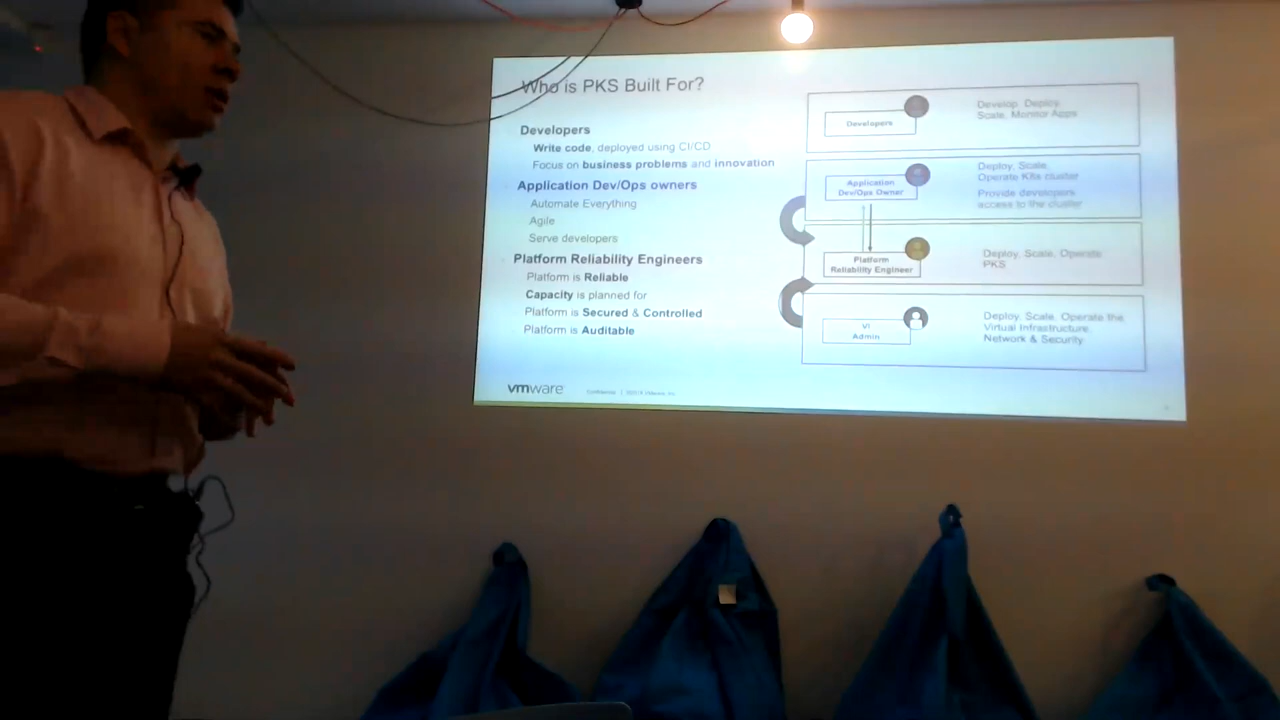 Who is PKS Built For?
Developers
Write code, deployed using CI/CD
Focus on business problems and innovation
Application Dev/Ops owners
Automate Everything
Agile
Serve developers
Platform Reliability Engineers
Platform is Reliable
Capacity is planned for
Platform is Secured & Controlled
Platform is Auditable
vmware
Developers
Develop, Deploy,
Scale, Monitor Apps
Application
Dev/Ops Owner
Deploy, Scale,
Operate K8s cluster
Provide developers
access to the cluster
Platform
Reliability Engineer
Deploy, Scale, Operate
PKS
VI
Admin
Deploy, Scale, Operate the
Virtual Infrastructure,
Network & Security